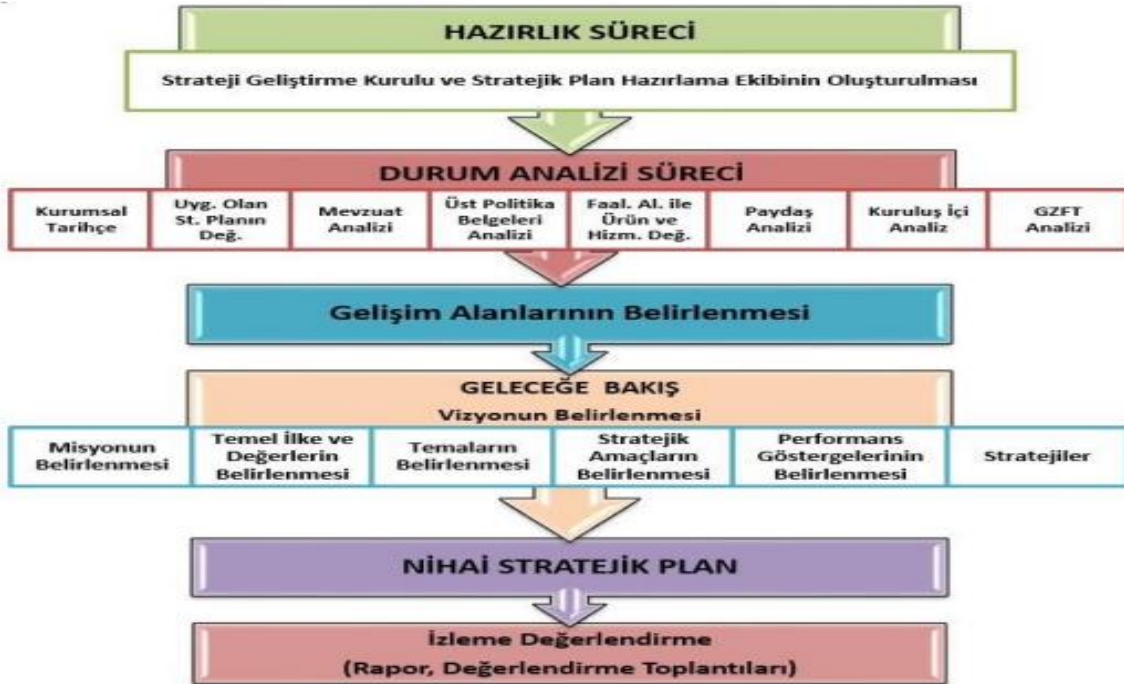 HAZIRLIK SÜRECİ
Strateji Geliştirme Kurulu ve Stratejik Plan Hazırlama Ekibinin Oluşturulması
DURUM ANALİZİ SÜRECİ
Kurumsal
Tarihçe
Uyg. Olan
St. Planın
Değ.
Mevzuat
Analizi
Üst Politika
Belgeleri
Analizi
Faal. Al. ile
Ürün ve
Hizm. Değ.
Paydaş
Analizi
Kuruluş İçi
Analiz
GZFT
Analizi
Gelişim Alanlarının Belirlenmesi
GELECEĞE BAKIŞ
Vizyonun Belirlenmesi
Misyonun
Belirlenmesi
Temel İlke ve
Değerlerin
Belirlenmesi
Temaların
Belirlenmesi
Stratejik
Amaçların
Belirlenmesi
Performans
Göstergelerinin
Belirlenmesi
Stratejiler
NİHAİ STRATEJİK PLAN
İzleme Değerlendirme
(Rapor, Değerlendirme Toplantıları)